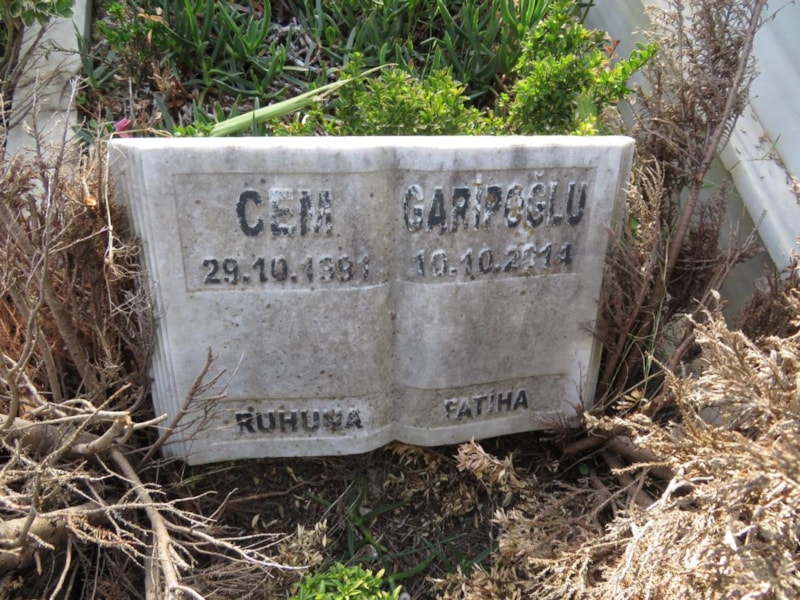 CEM GARİPOĞLU
29.10.1991 10.10.2014
RUHUNA FATİHA